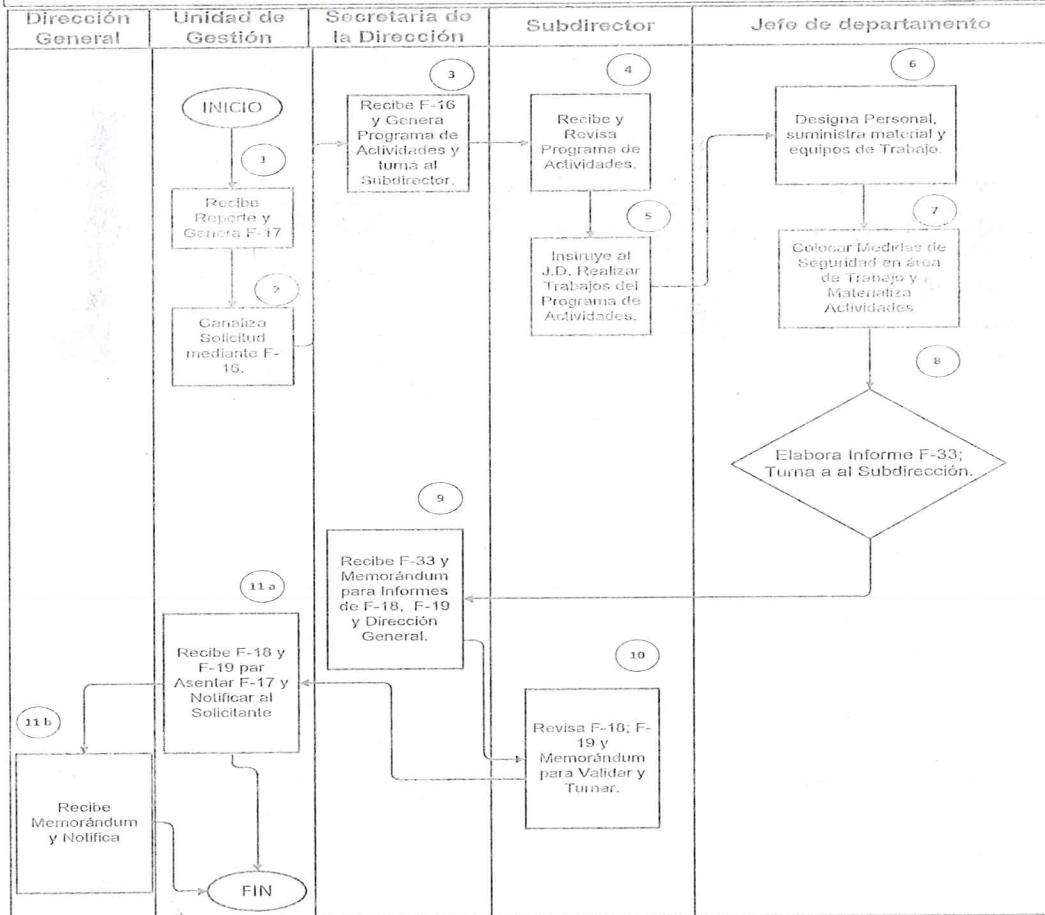 Dirección
General
Unidad de
Gestión
Secretaria de
la Dirección
Subdirector
Jefe de departamento
INICIO
1
Recibe
Reporte y
Genera F-17
2
Canaliza
Solicitud
mediante F-
16.
3
Recibe F-16
y Genera
Programa de
Actividades y
turna al
Subdirector.
4
Recibe y
Revisa
Programa de
Actividades.
5
Instruye al
J.D. Realizar
Trabajos del
Programa de
Actividades.
6
Designa Personal,
suministra material y
equipos de Trabajo.
7
Colocar Medidas de
Seguridad en área
de Trabajo y
Materializa
Actividades
8
Elabora Informe F-33;
Turna a al Subdirección.
9
Recibe F-33 y
Memorándum
para Informes
de F-18, F-19
y Dirección
General.
10
Revisa F-18; F-
19 y
Memorándum
para Validar y
Turnar.
11 a
Recibe F-18 y
F-19 par
Asentar F-17 y
Notificar al
Solicitante
11 b
Recibe
Memorándum
y Notifica
FIN